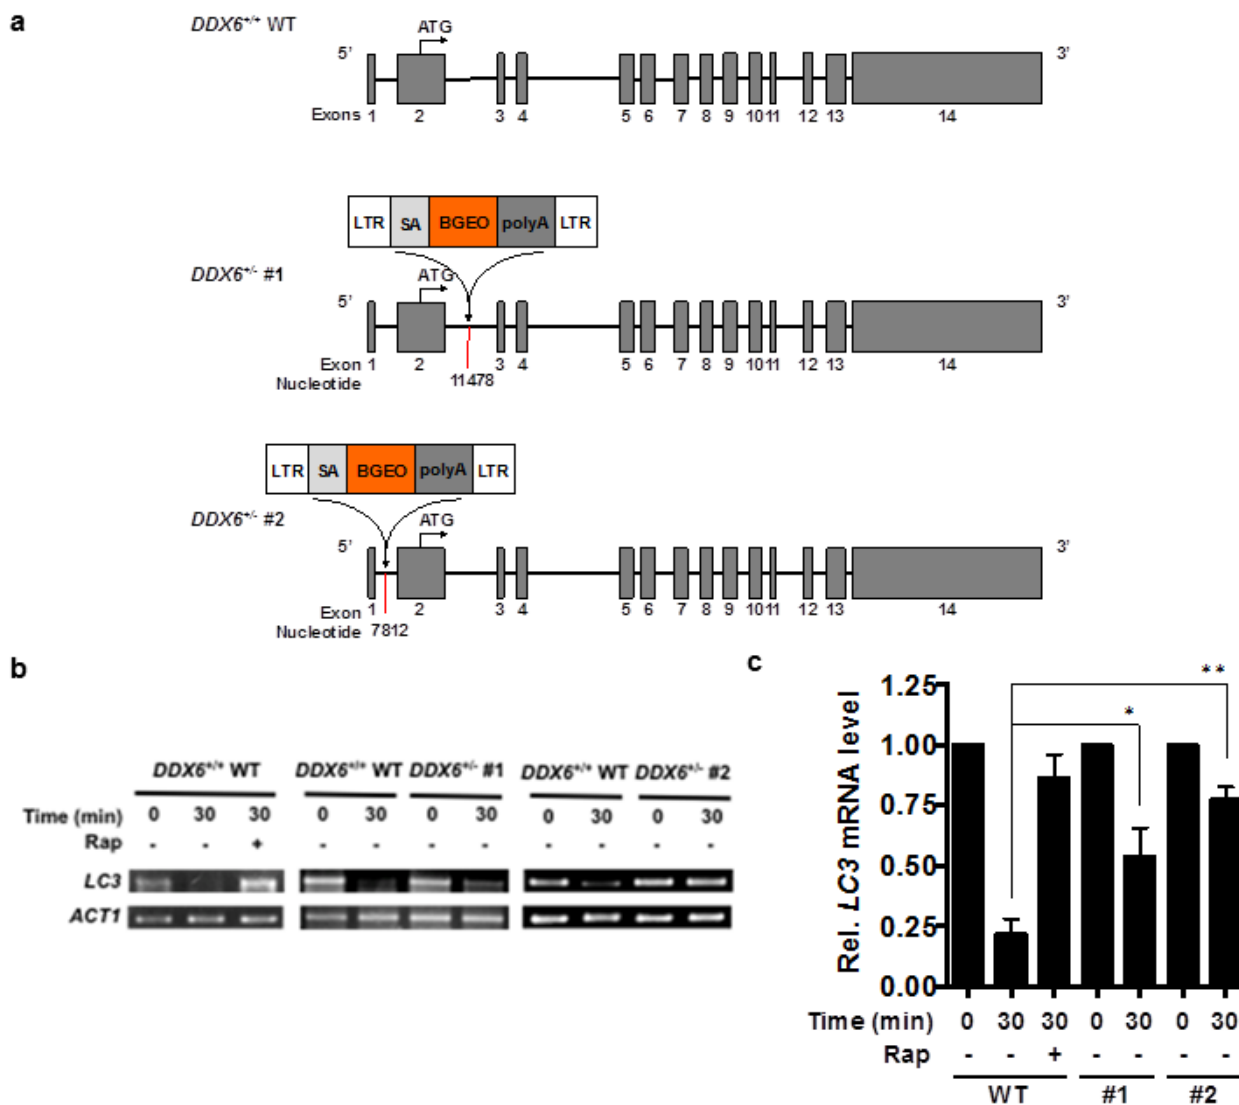 a
DDX6+/+ WT
ATG
5' 3'
Exons 1 2 3 4 5 6 7 8 9 10 11 12 13 14
LTR SA BGEO polyA LTR
DDX6+/- #1
ATG
5' 3'
Exon 1 2 3 4 5 6 7 8 9 10 11 12 13 14
Nucleotide 11478
LTR SA BGEO polyA LTR
DDX6+/- #2
ATG
5' 3'
Exon 1 2 3 4 5 6 7 8 9 10 11 12 13 14
Nucleotide 7812
b
DDX6+/+ WT DDX6+/+ WT DDX6+/- #1 DDX6+/+ WT DDX6+/- #2
Time (min) 0 30 30 0 30 0 30 0 30 0 30
Rap - - + - - - - - - - -
LC3
ACT1
c
Rel. LC3 mRNA level
1.25
1.00
0.75
0.50
0.25
0.00
**
*
Time (min) 0 30 30 0 30 0 30
Rap - - + - - - -
WT #1 #2